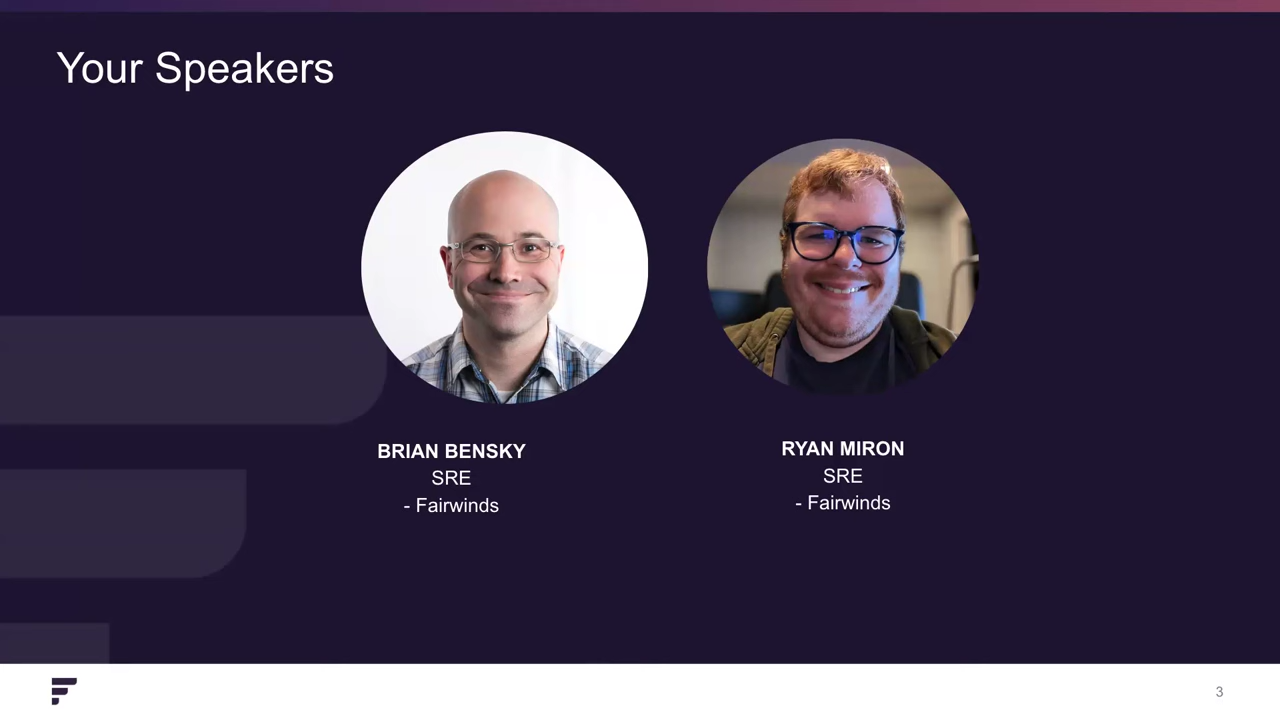 Your Speakers
BRIAN BENSKY
SRE
- Fairwinds
RYAN MIRON
SRE
- Fairwinds
3